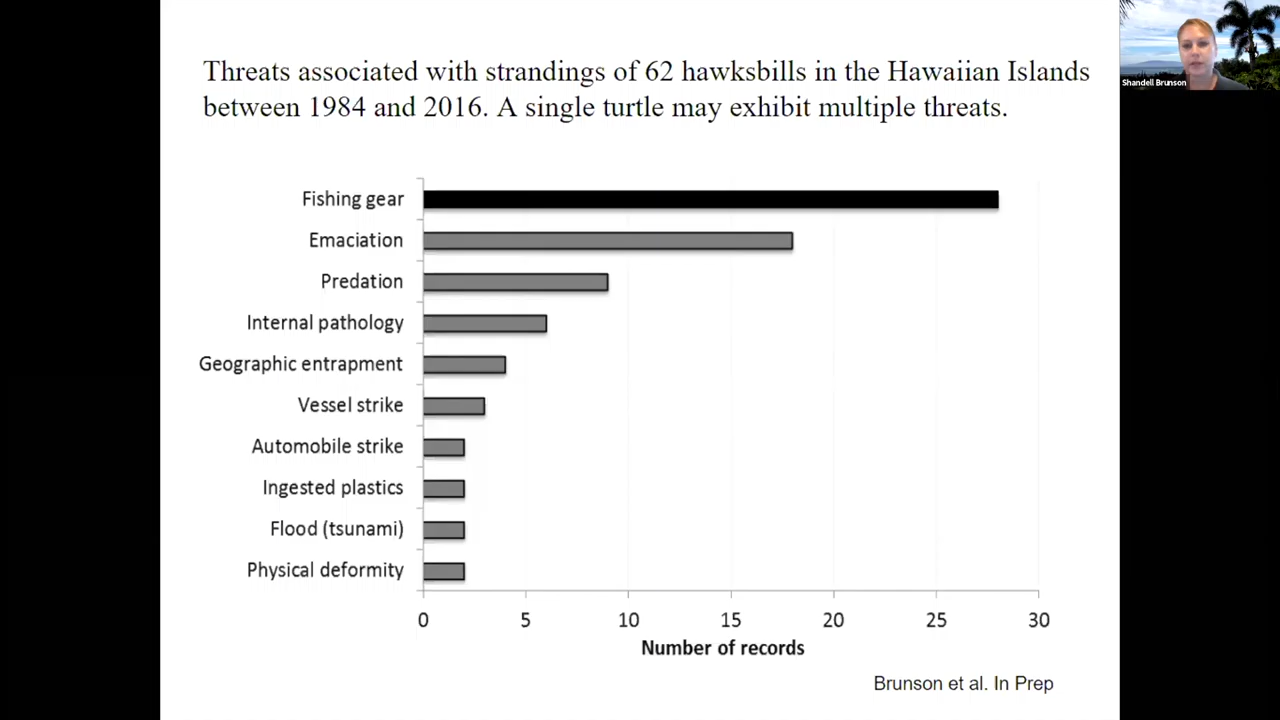 Threats associated with strandings of 62 hawksbills in the Hawaiian Islands
between 1984 and 2016. A single turtle may exhibit multiple threats.
Shandell Brunson
Fishing gear
Emaciation
Predation
Internal pathology
Geographic entrapment
Vessel strike
Automobile strike
Ingested plastics
Flood (tsunami)
Physical deformity
0 5 10 15 20 25 30
Number of records
Brunson et al. In Prep